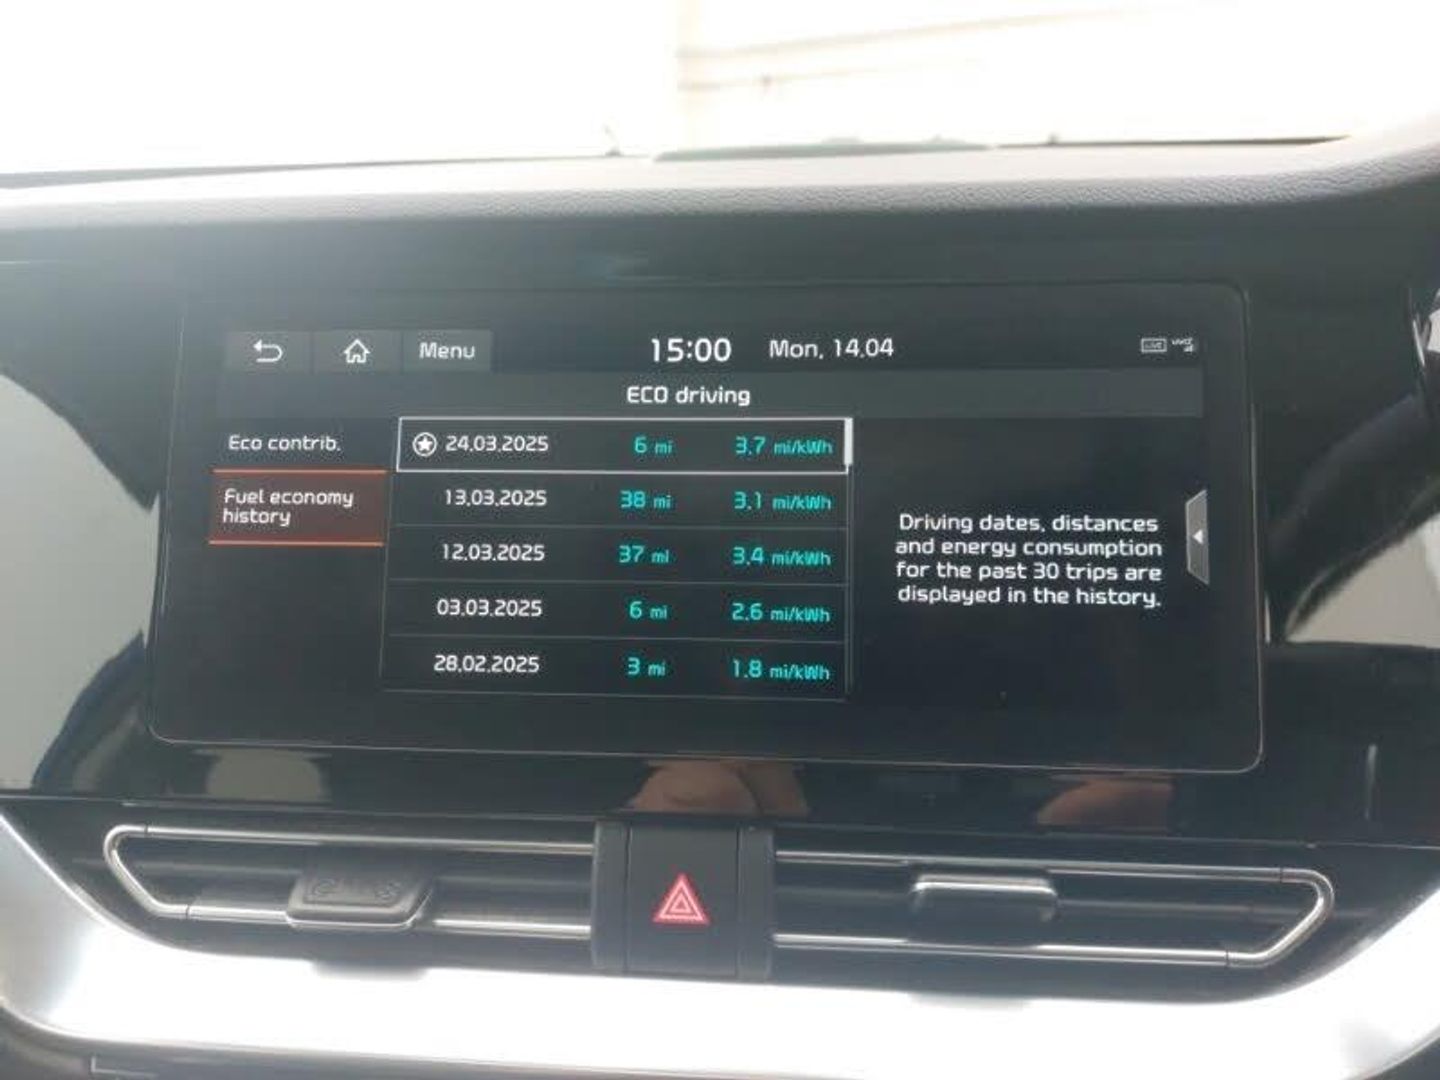 Menu 15:00 Mon, 14.04
ECO driving
Eco contrib.
Fuel economy
history
24.03.2025 6 mi 3.7 mi/kWh
13.03.2025 38 mi 3.1 mi/kWh
12.03.2025 37 mi 3.4 mi/kWh
03.03.2025 6 mi 2.6 mi/kWh
28.02.2025 3 mi 1.8 mi/kWh
Driving dates, distances
and energy consumption
for the past 30 trips are
displayed in the history.